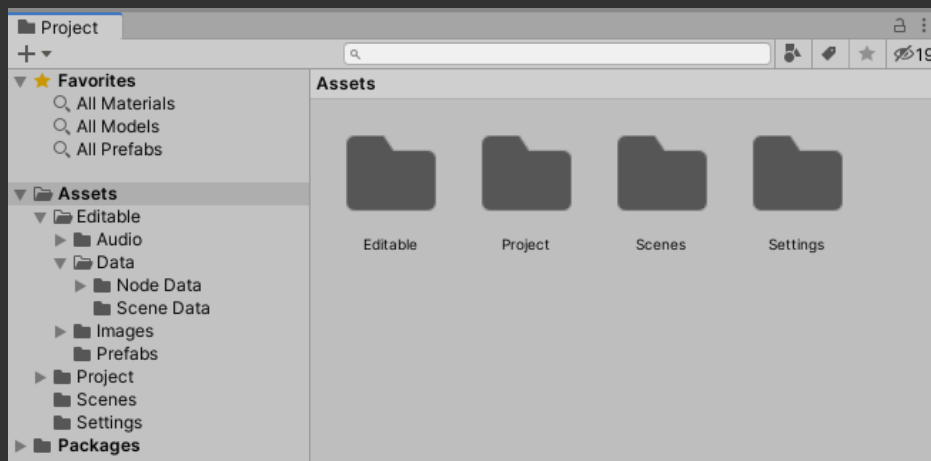 Project
19
Favorites
All Materials
All Models
All Prefabs
Assets
Editable
Audio
Data
Node Data
Scene Data
Images
Prefabs
Project
Scenes
Settings
Packages
Assets
Editable Project Scenes Settings